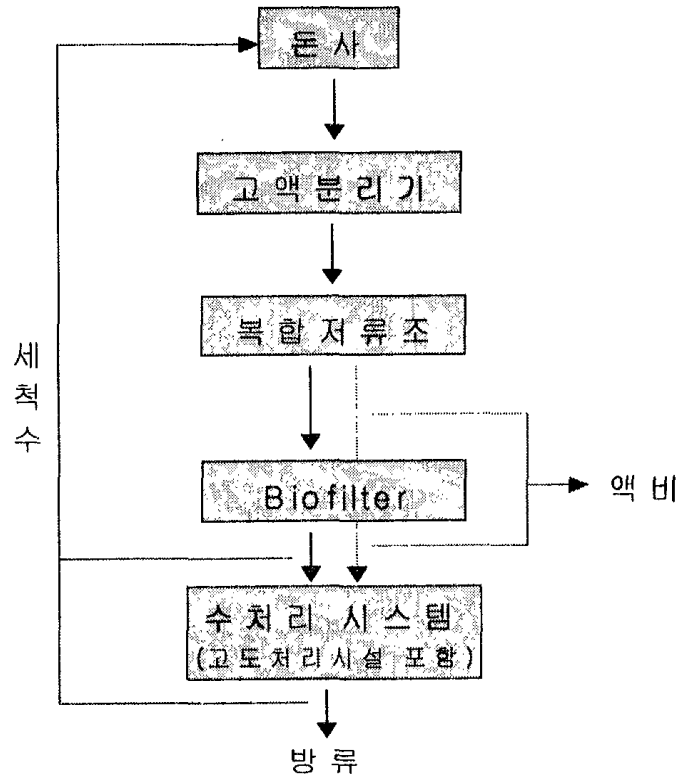 돈사
고액분리기
복합저류조
세척수
Biofilter
액비
수처리 시스템
(고도처리시설 포함)
방류